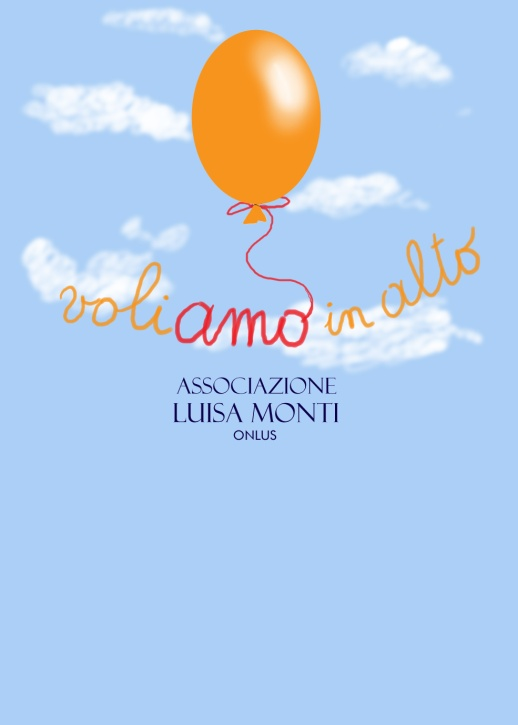 voliamo in alto
ASSOCIAZIONE
LUISA MONTI
ONLUS